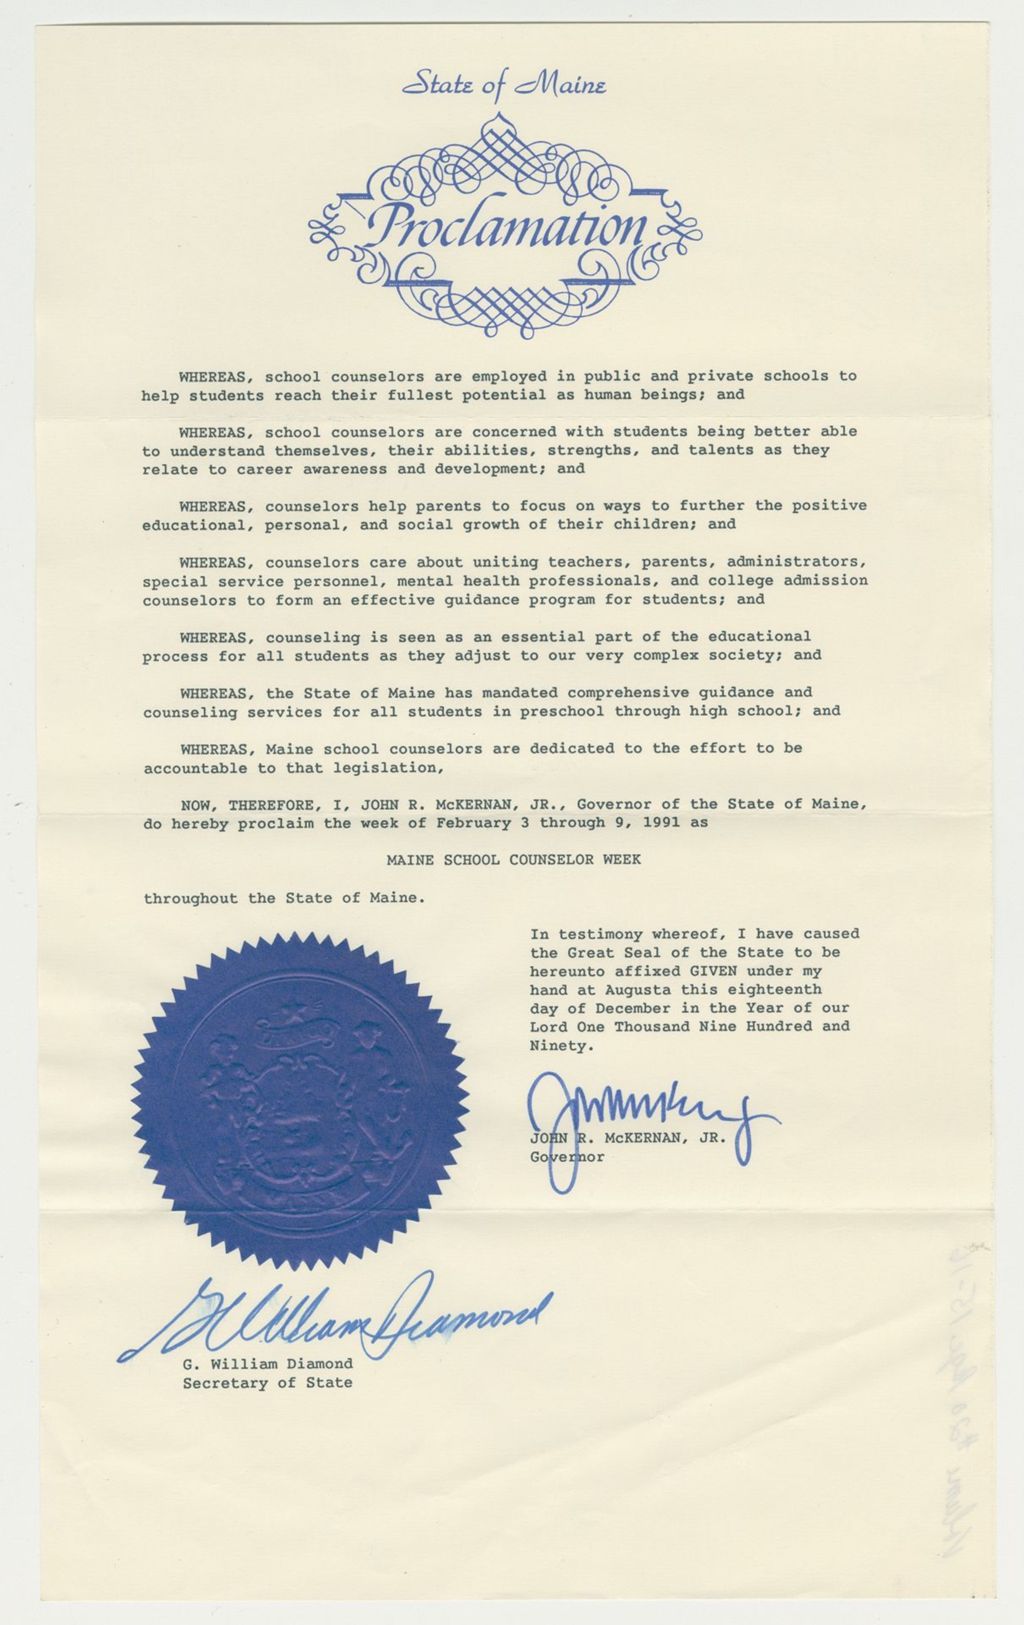 State of Maine
Proclamation
WHEREAS, school counselors are employed in public and private schools to
help students reach their fullest potential as human beings; and
WHEREAS, school counselors are concerned with students being better able
to understand themselves, their abilities, strengths, and talents as they
relate to career awareness and development; and
WHEREAS, counselors help parents to focus on ways to further the positive
educational, personal, and social growth of their children; and
WHEREAS, counselors care about uniting teachers, parents, administrators,
special service personnel, mental health professionals, and college admission
counselors to form an effective guidance program for students; and
WHEREAS, counseling is seen as an essential part of the educational
process for all students as they adjust to our very complex society; and
WHEREAS, the State of Maine has mandated comprehensive guidance and
counseling services for all students in preschool through high school; and
WHEREAS, Maine school counselors are dedicated to the effort to be
accountable to that legislation,
NOW, THEREFORE, I, JOHN R. McKERNAN, JR., Governor of the State of Maine,
do hereby proclaim the week of February 3 through 9, 1991 as
MAINE SCHOOL COUNSELOR WEEK
throughout the State of Maine.
In testimony whereof, I have caused
the Great Seal of the State to be
hereunto affixed GIVEN under my
hand at Augusta this eighteenth
day of December in the Year of our
Lord One Thousand Nine Hundred and
Ninety.
JOHN R. McKERNAN, JR.
Governor
G William Diamond
G. William Diamond
Secretary of State